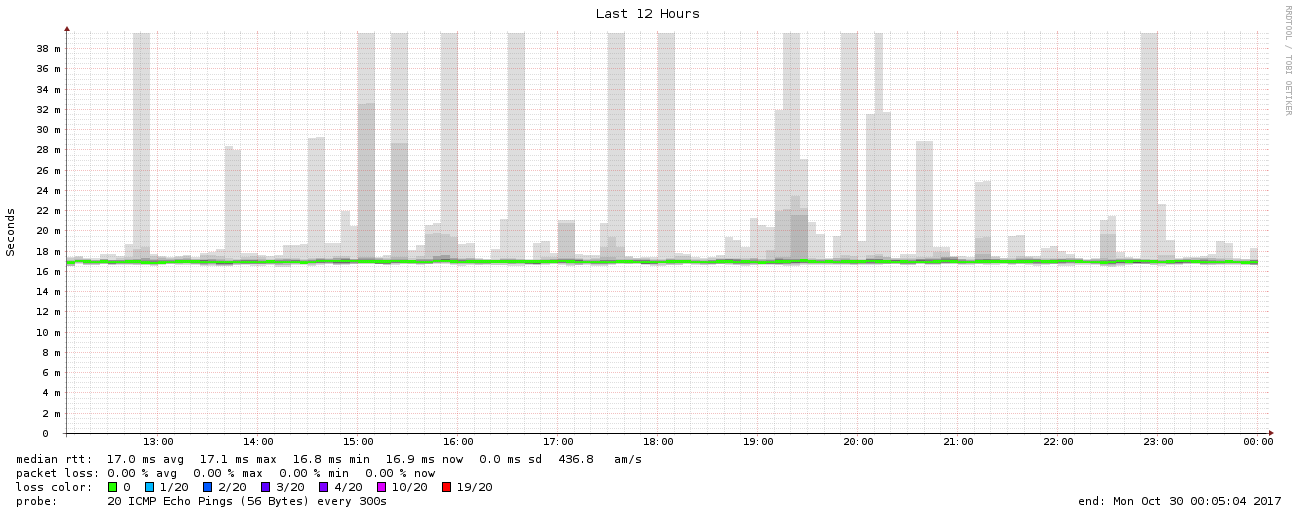 Last 12 Hours
RRDTOOL / TOBI OETIKER
Seconds
38 m
36 m
34 m
32 m
30 m
28 m
26 m
24 m
22 m
20 m
18 m
16 m
14 m
12 m
10 m
8 m
6 m
4 m
2 m
0
13:00 14:00 15:00 16:00 17:00 18:00 19:00 20:00 21:00 22:00 23:00 00:00
median rtt: 17.0 ms avg 17.1 ms max 16.8 ms min 16.9 ms now 0.0 ms sd 436.8 am/s
packet loss: 0.00 % avg 0.00 % max 0.00 % min 0.00 % now
loss color: 0 1/20 2/20 3/20 4/20 10/20 19/20
probe: 20 ICMP Echo Pings (56 Bytes) every 300s end: Mon Oct 30 00:05:04 2017